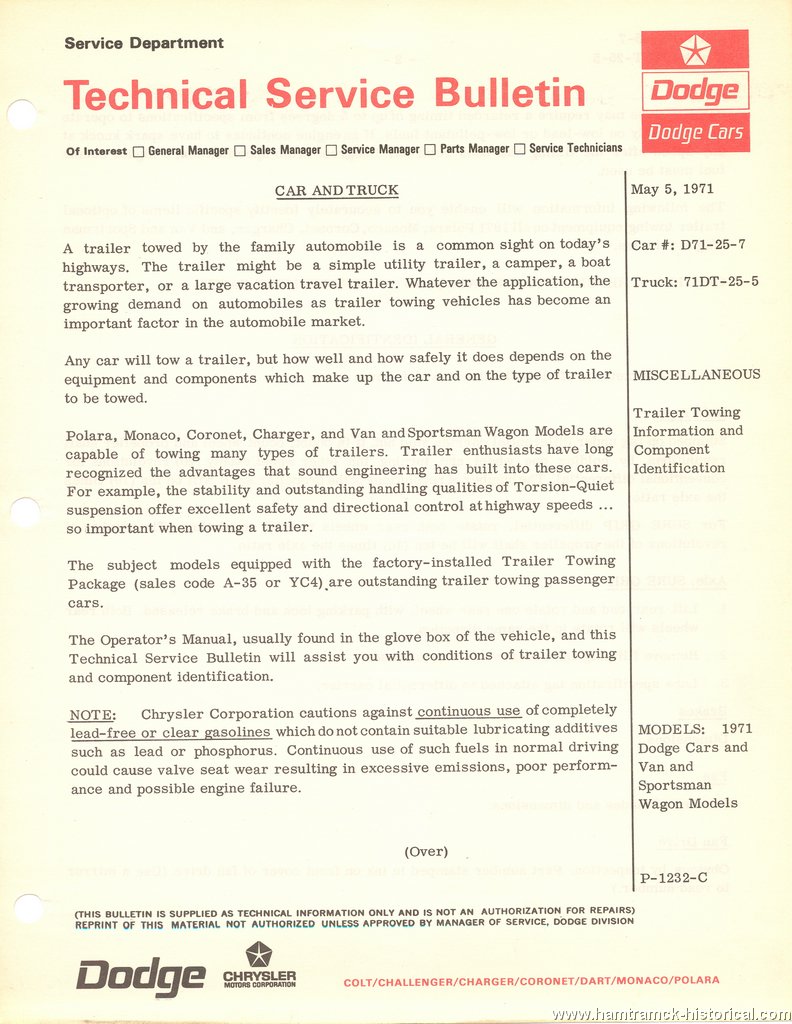 Service Department
Technical Service Bulletin
Of Interest □ General Manager □ Sales Manager □ Service Manager □ Parts Manager □ Service Technicians
Dodge
Dodge Cars
CAR AND TRUCK
A trailer towed by the family automobile is a common sight on today's
highways. The trailer might be a simple utility trailer, a camper, a boat
transporter, or a large vacation travel trailer. Whatever the application, the
growing demand on automobiles as trailer towing vehicles has become an
important factor in the automobile market.
Any car will tow a trailer, but how well and how safely it does depends on the
equipment and components which make up the car and on the type of trailer
to be towed.
Polara, Monaco, Coronet, Charger, and Van and Sportsman Wagon Models are
capable of towing many types of trailers. Trailer enthusiasts have long
recognized the advantages that sound engineering has built into these cars.
For example, the stability and outstanding handling qualities of Torsion-Quiet
suspension offer excellent safety and directional control at highway speeds ...
so important when towing a trailer.
The subject models equipped with the factory-installed Trailer Towing
Package (sales code A-35 or YC4), are outstanding trailer towing passenger
cars.
The Operator's Manual, usually found in the glove box of the vehicle, and this
Technical Service Bulletin will assist you with conditions of trailer towing
and component identification.
NOTE: Chrysler Corporation cautions against continuous use of completely
lead-free or clear gasolines which do not contain suitable lubricating additives
such as lead or phosphorus. Continuous use of such fuels in normal driving
could cause valve seat wear resulting in excessive emissions, poor perform-
ance and possible engine failure.
(Over)
May 5, 1971
Car #: D71-25-7
Truck: 71DT-25-5
MISCELLANEOUS
Trailer Towing
Information and
Component
Identification
MODELS: 1971
Dodge Cars and
Van and
Sportsman
Wagon Models
P-1232-C
(THIS BULLETIN IS SUPPLIED AS TECHNICAL INFORMATION ONLY AND IS NOT AN AUTHORIZATION FOR REPAIRS)
REPRINT OF THIS MATERIAL NOT AUTHORIZED UNLESS APPROVED BY MANAGER OF SERVICE, DODGE DIVISION
Dodge
CHRYSLER
MOTORS CORPORATION
COLT/CHALLENGER/CHARGER/CORONET/DART/MONACO/POLARA
www.hamtramck-historical.com